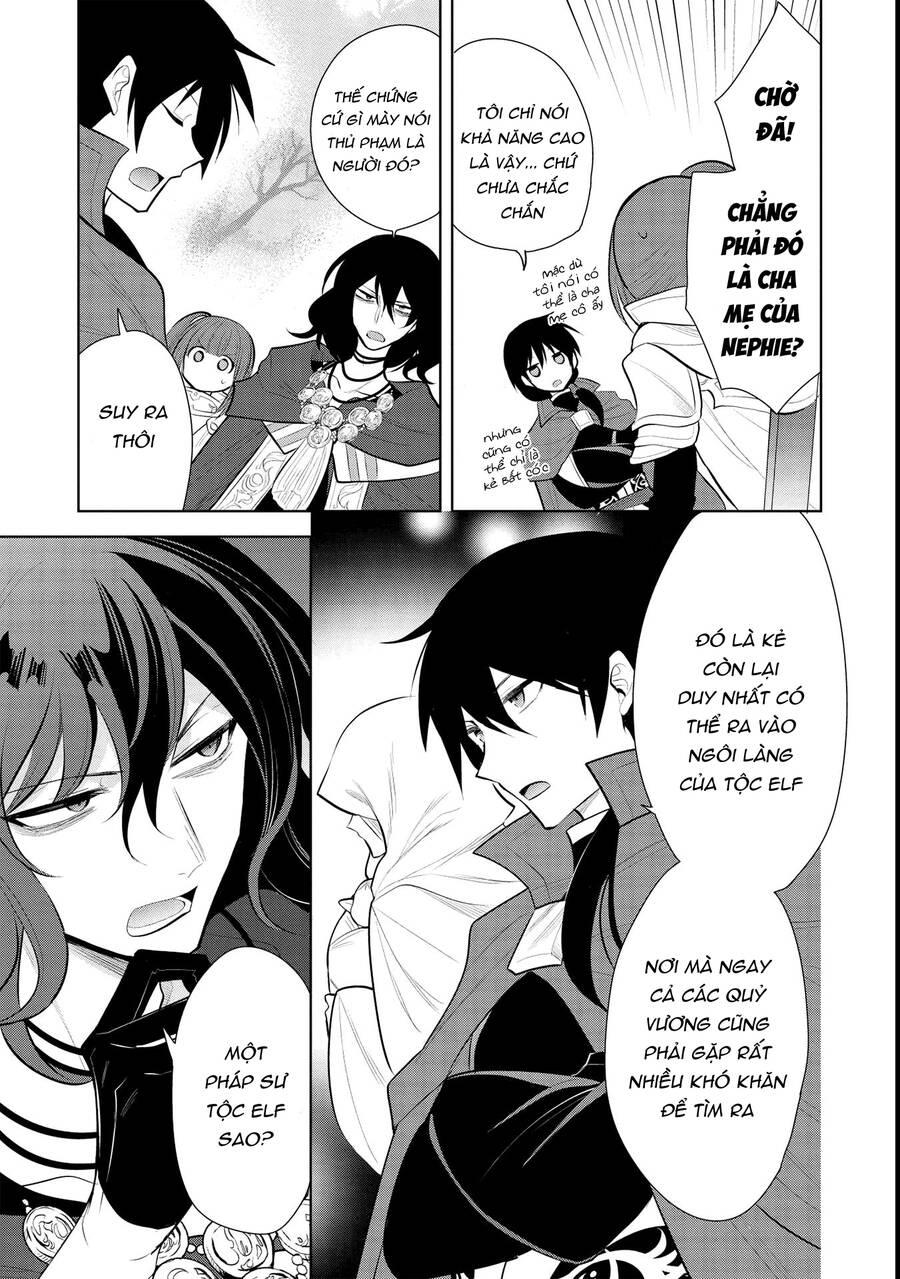 CHỜ
ĐÃ!
CHẲNG
PHẢI ĐÓ
LÀ CHA
MẸ CỦA
NEPHIE?
TÔI CHỈ NÓI
KHẢ NĂNG CAO
LÀ VẬY... CHỨ
CHƯA CHẮC
CHẮN
mặc dù
tôi nói có
thể là cha
mẹ cô ấy
nhưng
cũng có
thể chỉ là
kẻ bắt cóc
THẾ CHỨNG
CỨ GÌ MÀY NÓI
THỦ PHẠM LÀ
NGƯỜI ĐÓ?
SUY RA
THÔI
ĐÓ LÀ KẺ
CÒN LẠI
DUY NHẤT CÓ
THỂ RA VÀO
NGÔI LÀNG
CỦA TỘC ELF
NƠI MÀ NGAY
CẢ CÁC QUỶ
VƯƠNG CŨNG
PHẢI GẶP RẤT
NHIỀU KHÓ KHĂN
ĐỂ TÌM RA
MỘT
PHÁP SƯ
TỘC ELF
SAO?